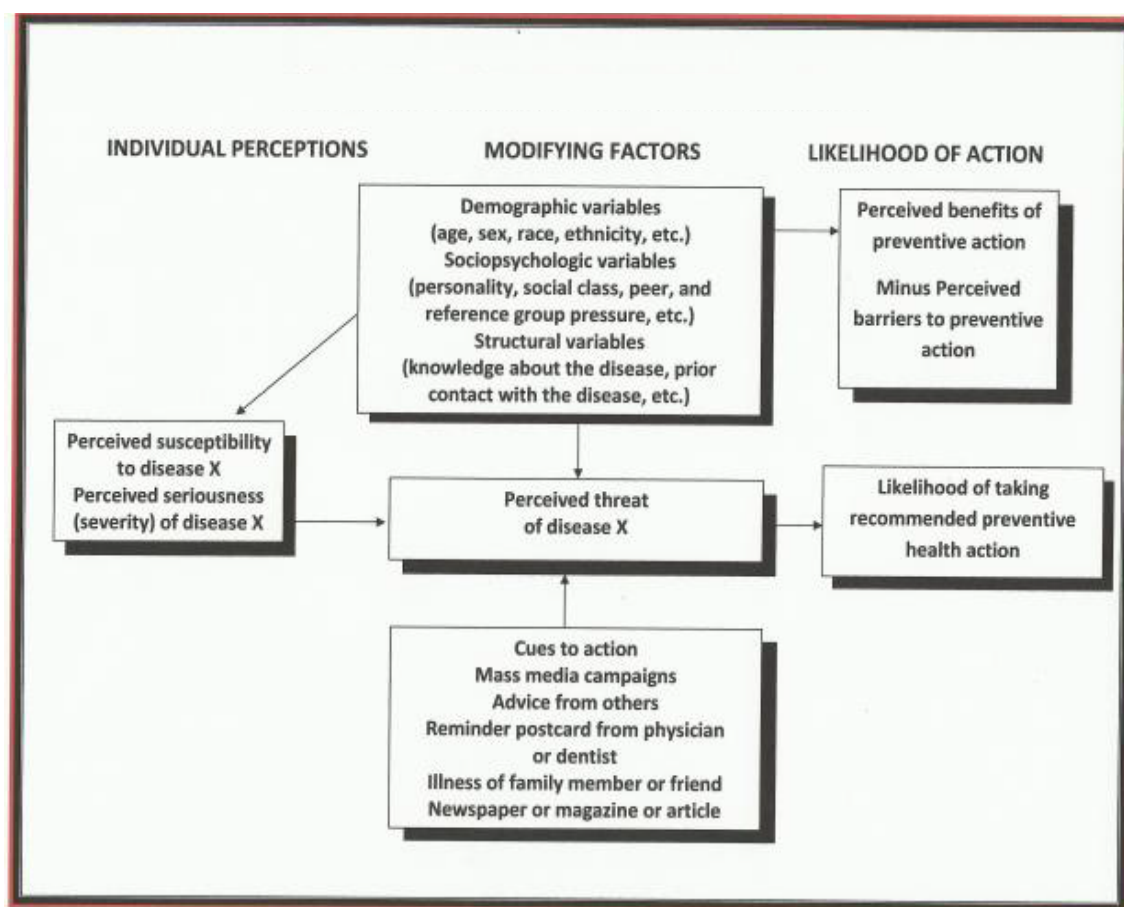 INDIVIDUAL PERCEPTIONS
MODIFYING FACTORS
LIKELIHOOD OF ACTION
Demographic variables
(age, sex, race, ethnicity, etc.)
Sociopsychologic variables
(personality, social class, peer, and
reference group pressure, etc.)
Structural variables
(knowledge about the disease, prior
contact with the disease, etc.)
Perceived benefits of
preventive action
Minus Perceived
barriers to preventive
action
Perceived susceptibility
to disease X
Perceived seriousness
(severity) of disease X
Perceived threat
of disease X
Likelihood of taking
recommended preventive
health action
Cues to action
Mass media campaigns
Advice from others
Reminder postcard from physician
or dentist
Illness of family member or friend
Newspaper or magazine or article